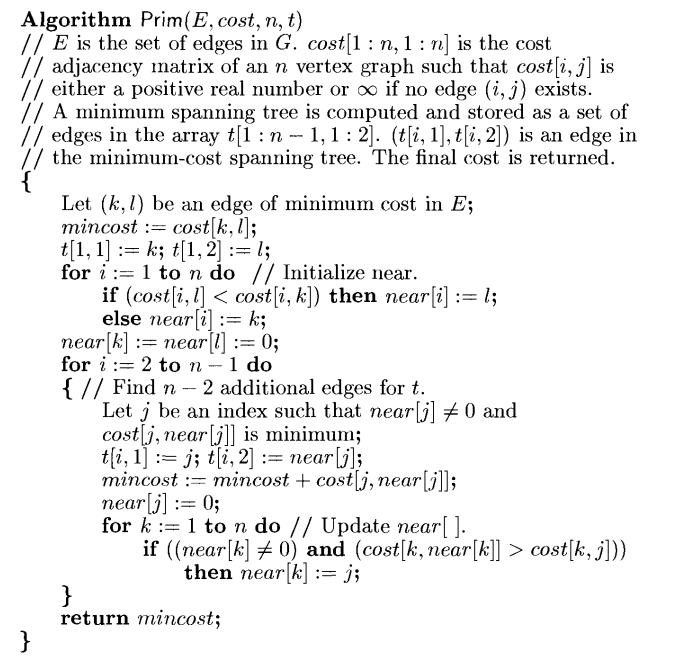 Algorithm Prim(E, cost, n, t)
// E is the set of edges in G. cost[1 : n, 1 : n] is the cost
// adjacency matrix of an n vertex graph such that cost[i, j] is
// either a positive real number or ∞ if no edge (i, j) exists.
// A minimum spanning tree is computed and stored as a set of
// edges in the array t[1 : n − 1, 1 : 2]. (t[i, 1], t[i, 2]) is an edge in
// the minimum-cost spanning tree. The final cost is returned.
{
Let (k, l) be an edge of minimum cost in E;
mincost := cost[k, l];
t[1, 1] := k; t[1, 2] := l;
for i := 1 to n do // Initialize near.
if (cost[i, l] < cost[i, k]) then near[i] := l;
else near[i] := k;
near[k] := near[l] := 0;
for i := 2 to n − 1 do
{ // Find n − 2 additional edges for t.
Let j be an index such that near[j] ≠ 0 and
cost[j, near[j]] is minimum;
t[i, 1] := j; t[i, 2] := near[j];
mincost := mincost + cost[j, near[j]];
near[j] := 0;
for k := 1 to n do // Update near[ ].
if ((near[k] ≠ 0) and (cost[k, near[k]] > cost[k, j]))
then near[k] := j;
}
return mincost;
}